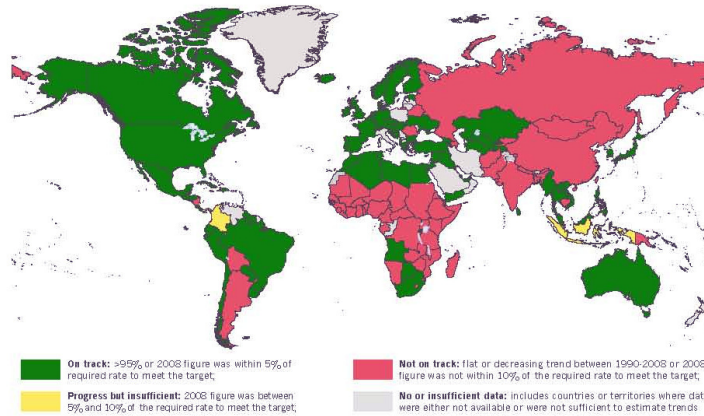 On track: >95% or 2008 figure was within 5% of
required rate to meet the target;
Progress but insufficient: 2008 figure was between
5% and 10% of the required rate to meet the target;
Not on track: flat or decreasing trend between 1990-2008 or 2008
figure was not within 10% of the required rate to meet the target;
No or insufficient data: includes countries or territories where dat
were either not available or were not sufficient to estimate trends